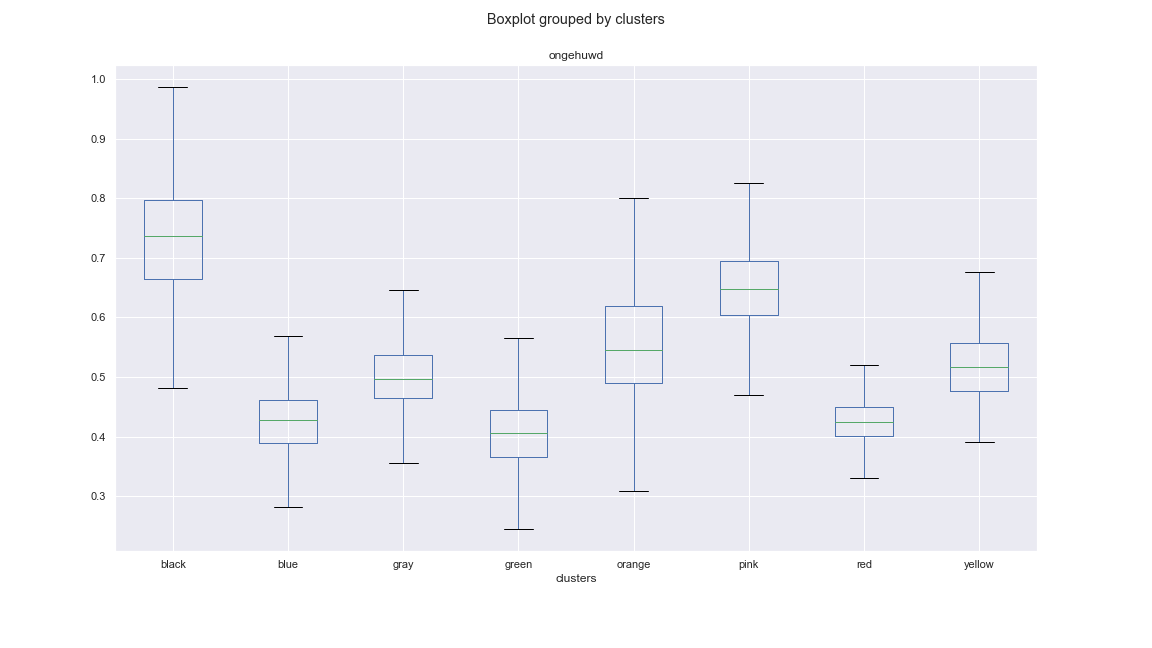 Boxplot grouped by clusters
ongehuwd
1.0
0.9
0.8
0.7
0.6
0.5
0.4
0.3
black blue gray green orange pink red yellow
clusters